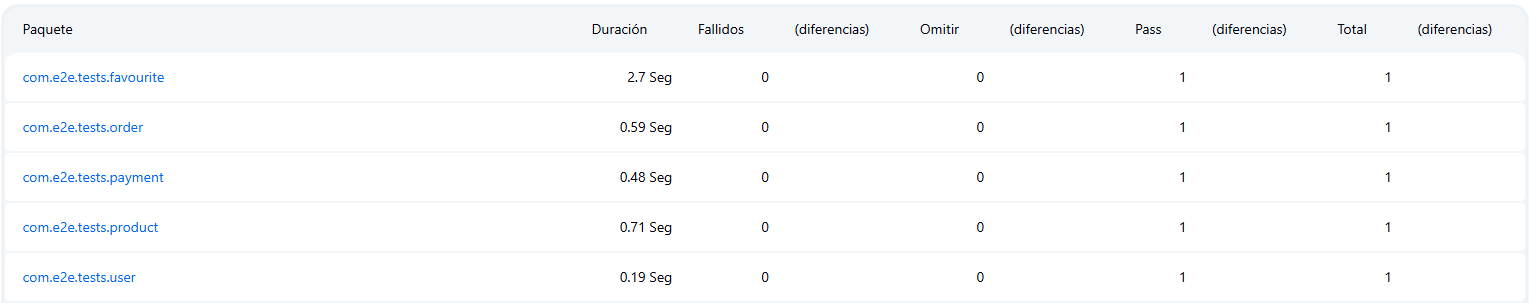 Paquete Duración Fallidos (diferencias) Omitir (diferencias) Pass (diferencias) Total (diferencias)
com.e2e.tests.favourite 2.7 Seg 0 0 1 1
com.e2e.tests.order 0.59 Seg 0 0 1 1
com.e2e.tests.payment 0.48 Seg 0 0 1 1
com.e2e.tests.product 0.71 Seg 0 0 1 1
com.e2e.tests.user 0.19 Seg 0 0 1 1